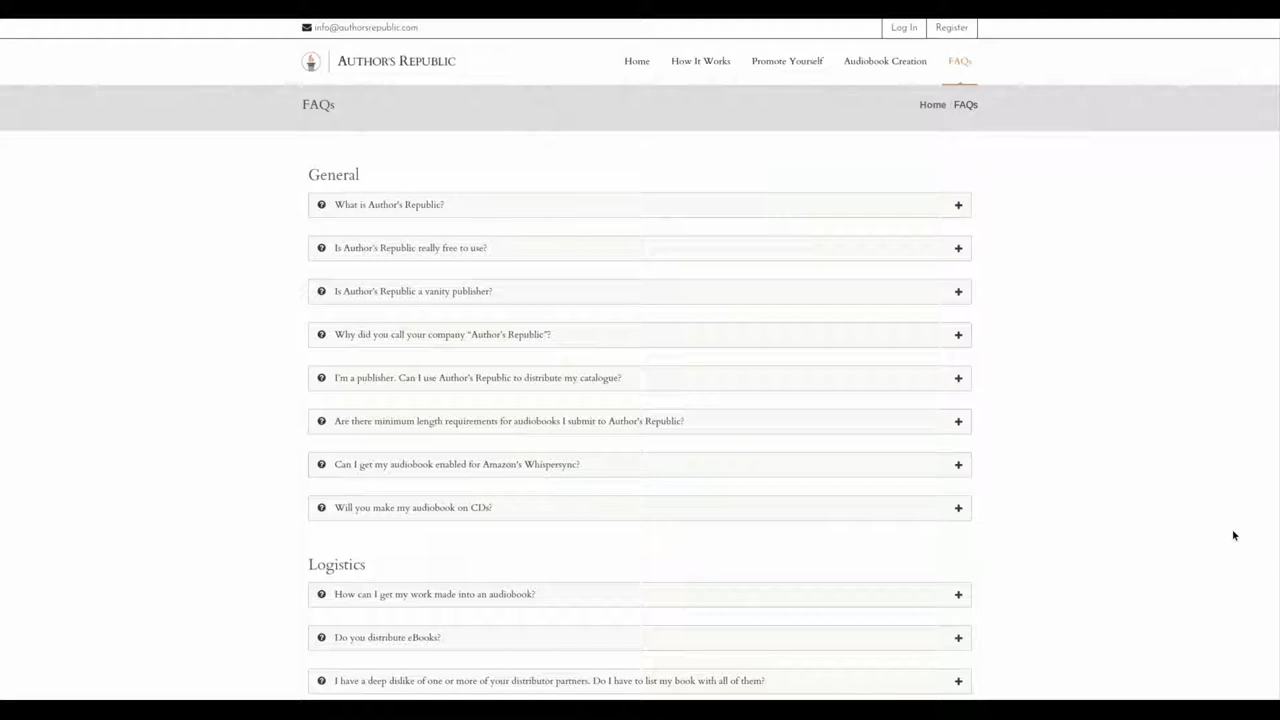 info@authorsrepublic.com
Log In
Register
AUTHOR'S REPUBLIC
Home
How It Works
Promote Yourself
Audiobook Creation
FAQs
FAQs
Home
FAQs
General
What is Author's Republic?
Is Author's Republic really free to use?
Is Author's Republic a vanity publisher?
Why did you call your company “Author's Republic”?
I'm a publisher. Can I use Author's Republic to distribute my catalogue?
Are there minimum length requirements for audiobooks I submit to Author's Republic?
Can I get my audiobook enabled for Amazon's Whispersync?
Will you make my audiobook on CDs?
Logistics
How can I get my work made into an audiobook?
Do you distribute eBooks?
I have a deep dislike of one or more of your distributor partners. Do I have to list my book with all of them?